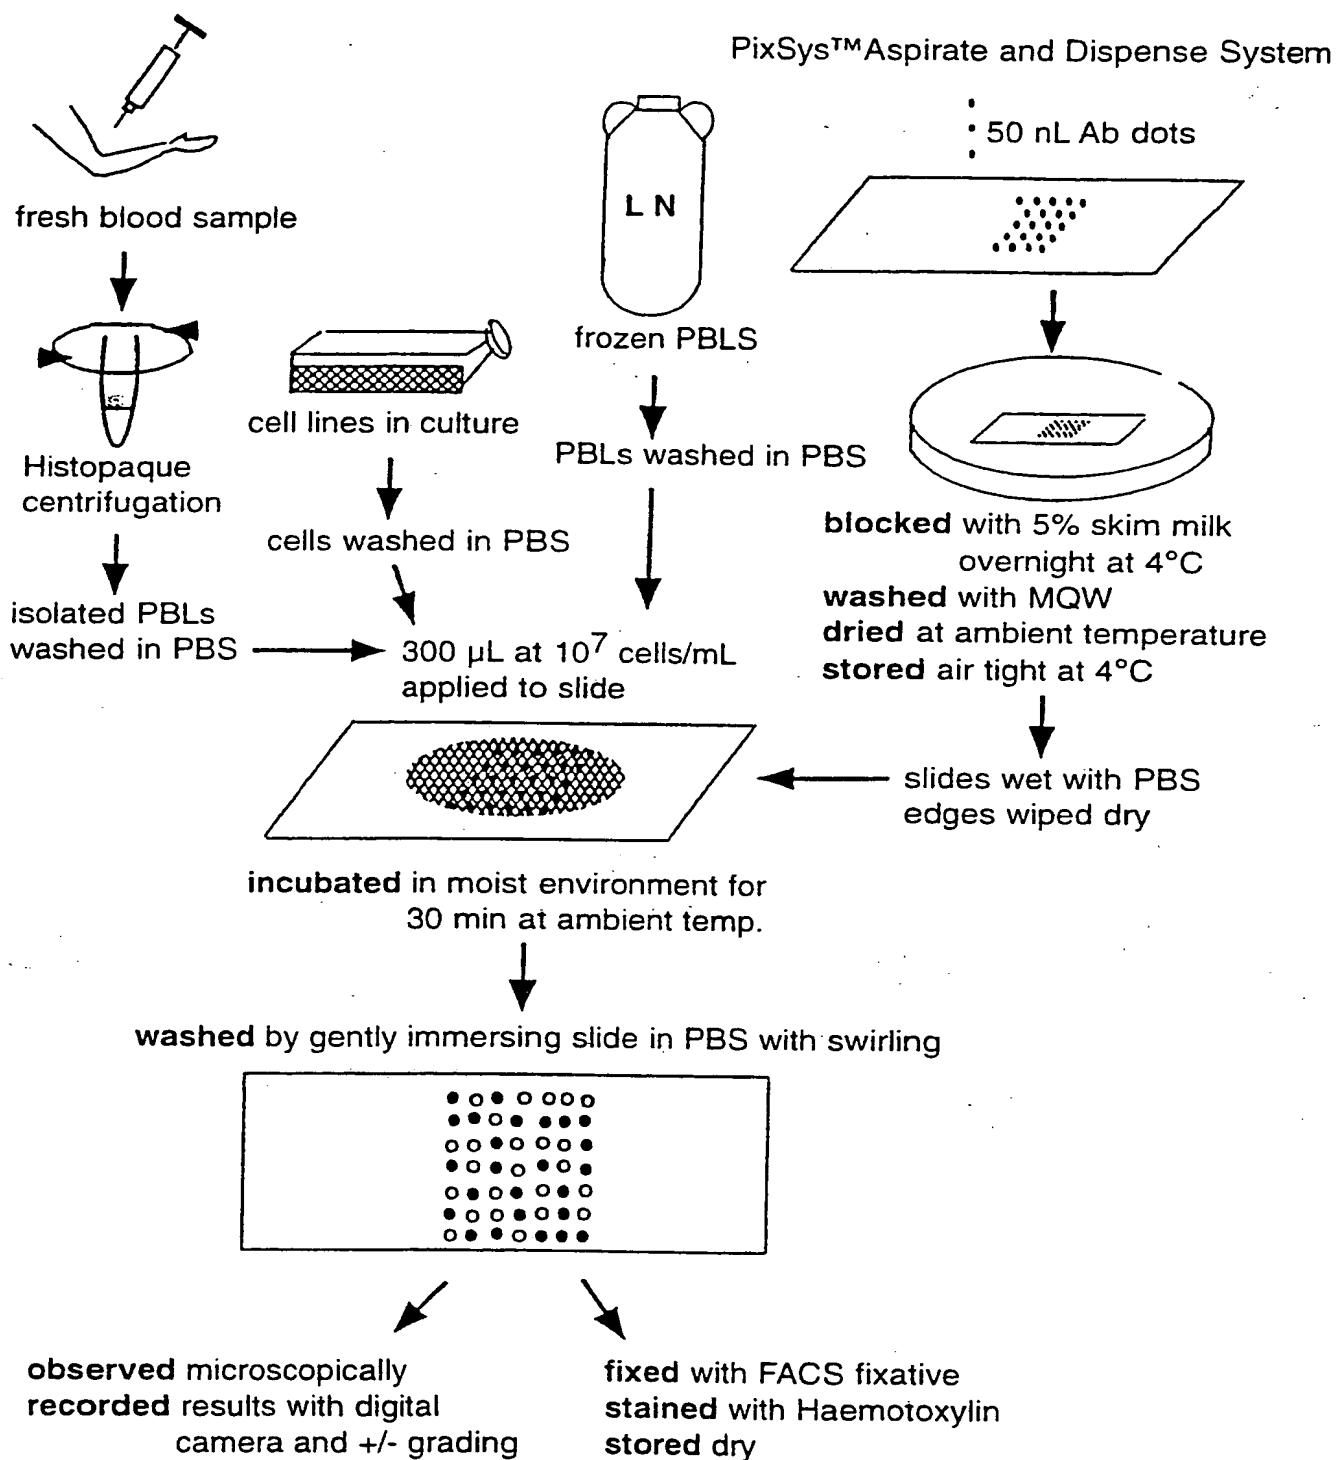 PixSys™ Aspirate and Dispense System
50 nL Ab dots
fresh blood sample
L N
frozen PBLS
cell lines in culture
PBLs washed in PBS
Histopaque
centrifugation
cells washed in PBS
blocked with 5% skim milk
overnight at 4°C
washed with MQW
dried at ambient temperature
stored air tight at 4°C
isolated PBLs
washed in PBS
300 µL at 10⁷ cells/mL
applied to slide
slides wet with PBS
edges wiped dry
incubated in moist environment for
30 min at ambient temp.
washed by gently immersing slide in PBS with swirling
observed microscopically
recorded results with digital
camera and +/- grading
fixed with FACS fixative
stained with Haemotoxylin
stored dry